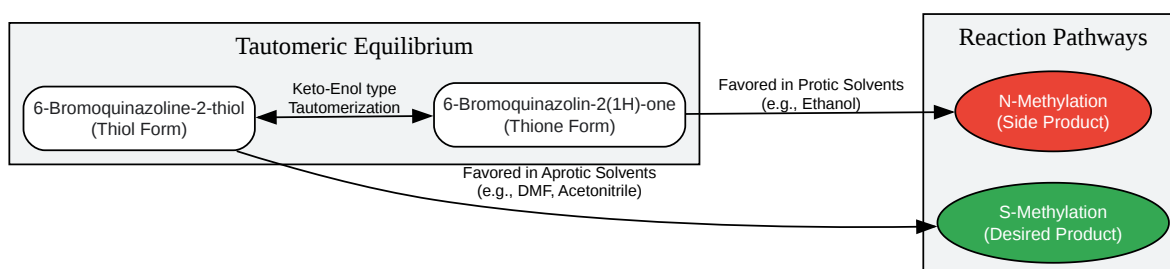 Tautomeric Equilibrium
6-Bromoquinazoline-2-thiol
(Thiol Form)
Keto-Enol type
Tautomerization
6-Bromoquinazolin-2(1H)-one
(Thione Form)
Favored in Protic Solvents
(e.g., Ethanol)
Favored in Aprotic Solvents
(e.g., DMF, Acetonitrile)
Reaction Pathways
N-Methylation
(Side Product)
S-Methylation
(Desired Product)